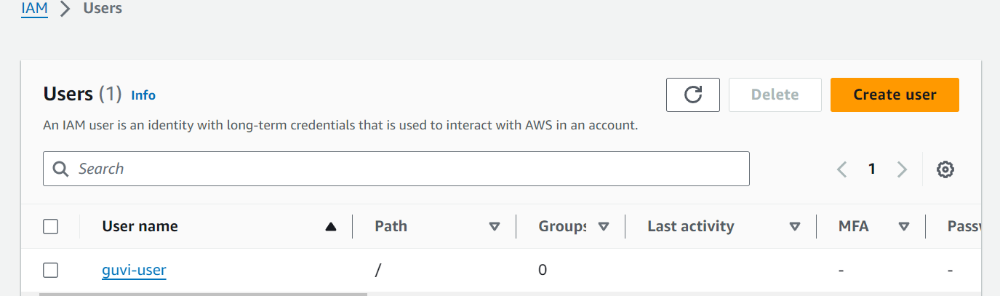 IAM > Users
Users (1) Info
Delete
Create user
An IAM user is an identity with long-term credentials that is used to interact with AWS in an account.
Search
1
User name Path Groups Last activity MFA Passw
guvi-user / 0 - -